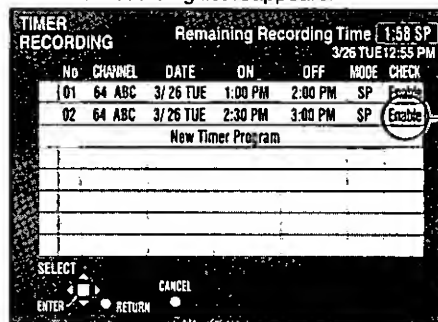 TIMER
RECORDING
Remaining Recording Time 1:58 SP
3/26 TUE 12:55 PM
No CHANNEL DATE ON OFF MODE CHECK
01 64 ABC 3/26 TUE 1:00 PM 2:00 PM SP Enable
02 64 ABC 3/26 TUE 2:30 PM 3:00 PM SP Enable
New Timer Program
SELECT
CANCEL
ENTER RETURN